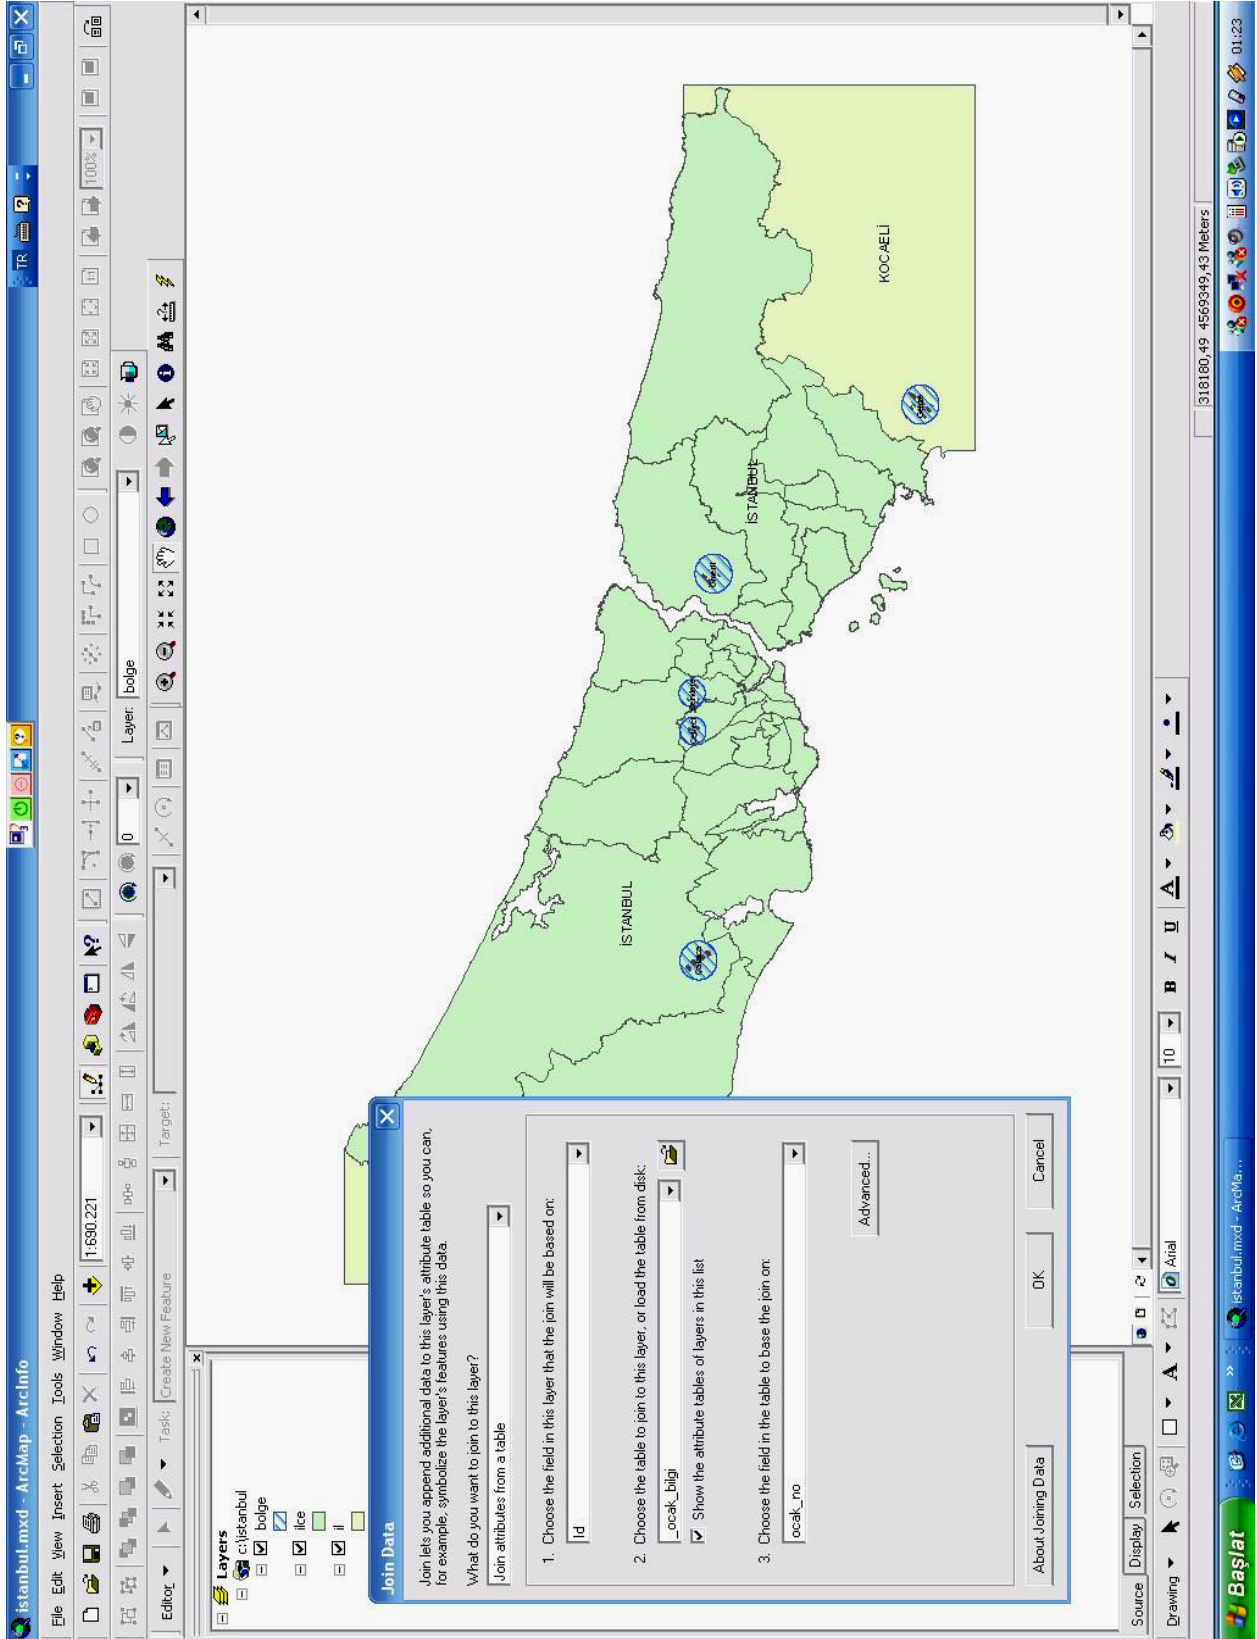 istanbul.mxd - ArcMap - ArcInfo
TR
File Edit View Insert Selection Tools Window Help
1:690.221
100%
0
Layer: bolge
Editor
Task: Create New Feature
Target:
Layers
c:\istanbul
bolge
ilce
il
Join Data
Join lets you append additional data to this layer's attribute table so you can,
for example, symbolize the layer's features using this data.
What do you want to join to this layer?
Join attributes from a table
1. Choose the field in this layer that the join will be based on:
Id
2. Choose the table to join to this layer, or load the table from disk:
_ocak_bilgi
Show the attribute tables of layers in this list
3. Choose the field in the table to base the join on:
ocak_no
Advanced...
About Joining Data
OK
Cancel
İSTANBUL
İSTANBUL
KOCAELİ
Source Display Selection
Drawing
A
Arial
10
B I U A
318180,49 4569349,43 Meters
Başlat
istanbul.mxd - ArcMa...
01:23